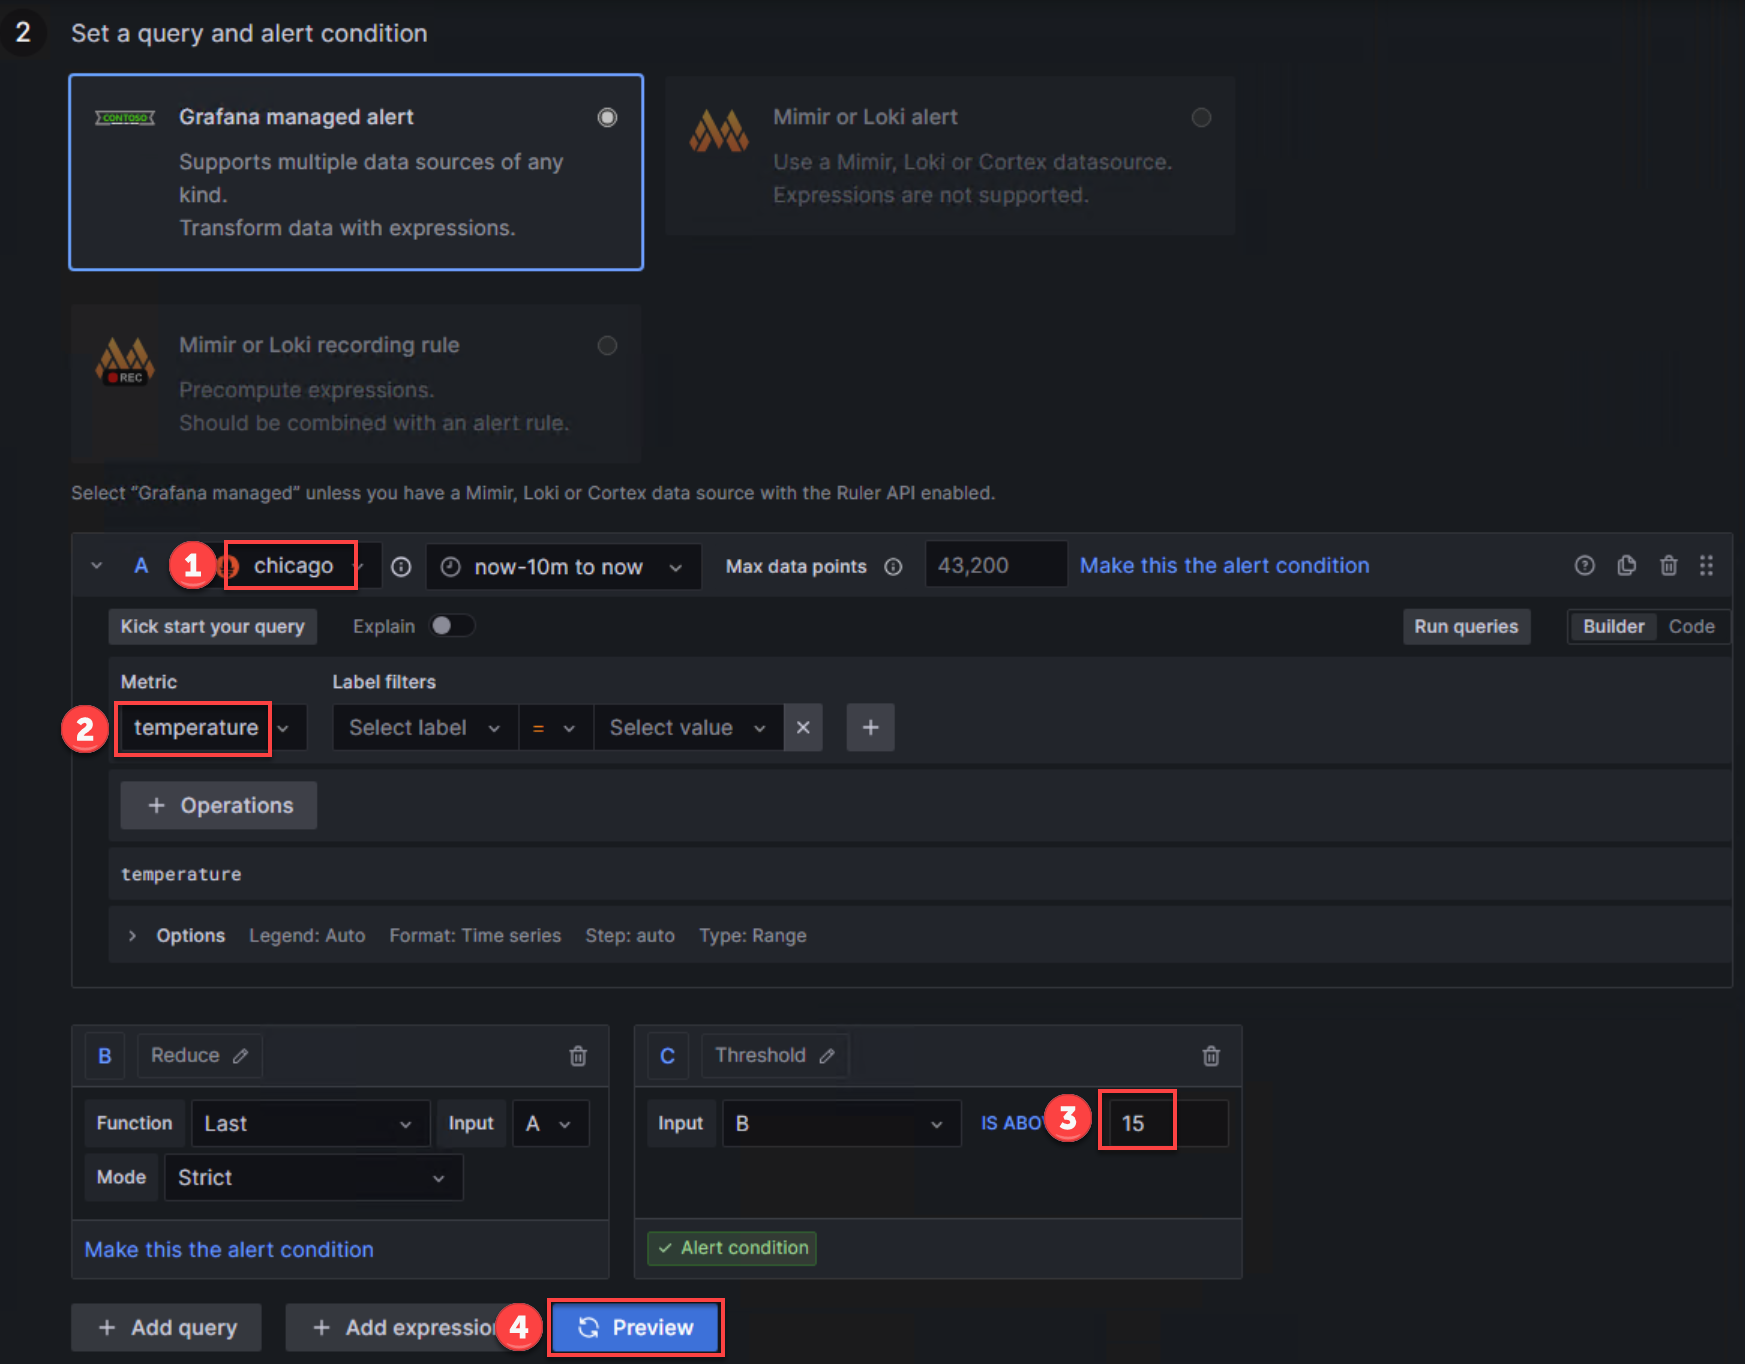 2
Set a query and alert condition
CONTOSO
Grafana managed alert
Supports multiple data sources of any
kind.
Transform data with expressions.
Mimir or Loki alert
Use a Mimir, Loki or Cortex datasource.
Expressions are not supported.
REC
Mimir or Loki recording rule
Precompute expressions.
Should be combined with an alert rule.
Select “Grafana managed” unless you have a Mimir, Loki or Cortex data source with the Ruler API enabled.
A
1
chicago
now-10m to now
Max data points
43,200
Make this the alert condition
Kick start your query
Explain
Run queries
Builder
Code
Metric
Label filters
2
temperature
Select label
=
Select value
+ Operations
temperature
Options
Legend: Auto
Format: Time series
Step: auto
Type: Range
B
Reduce
Function
Last
Input
A
Mode
Strict
Make this the alert condition
C
Threshold
Input
B
IS ABO
3
15
Alert condition
+ Add query
+ Add expression
4
Preview